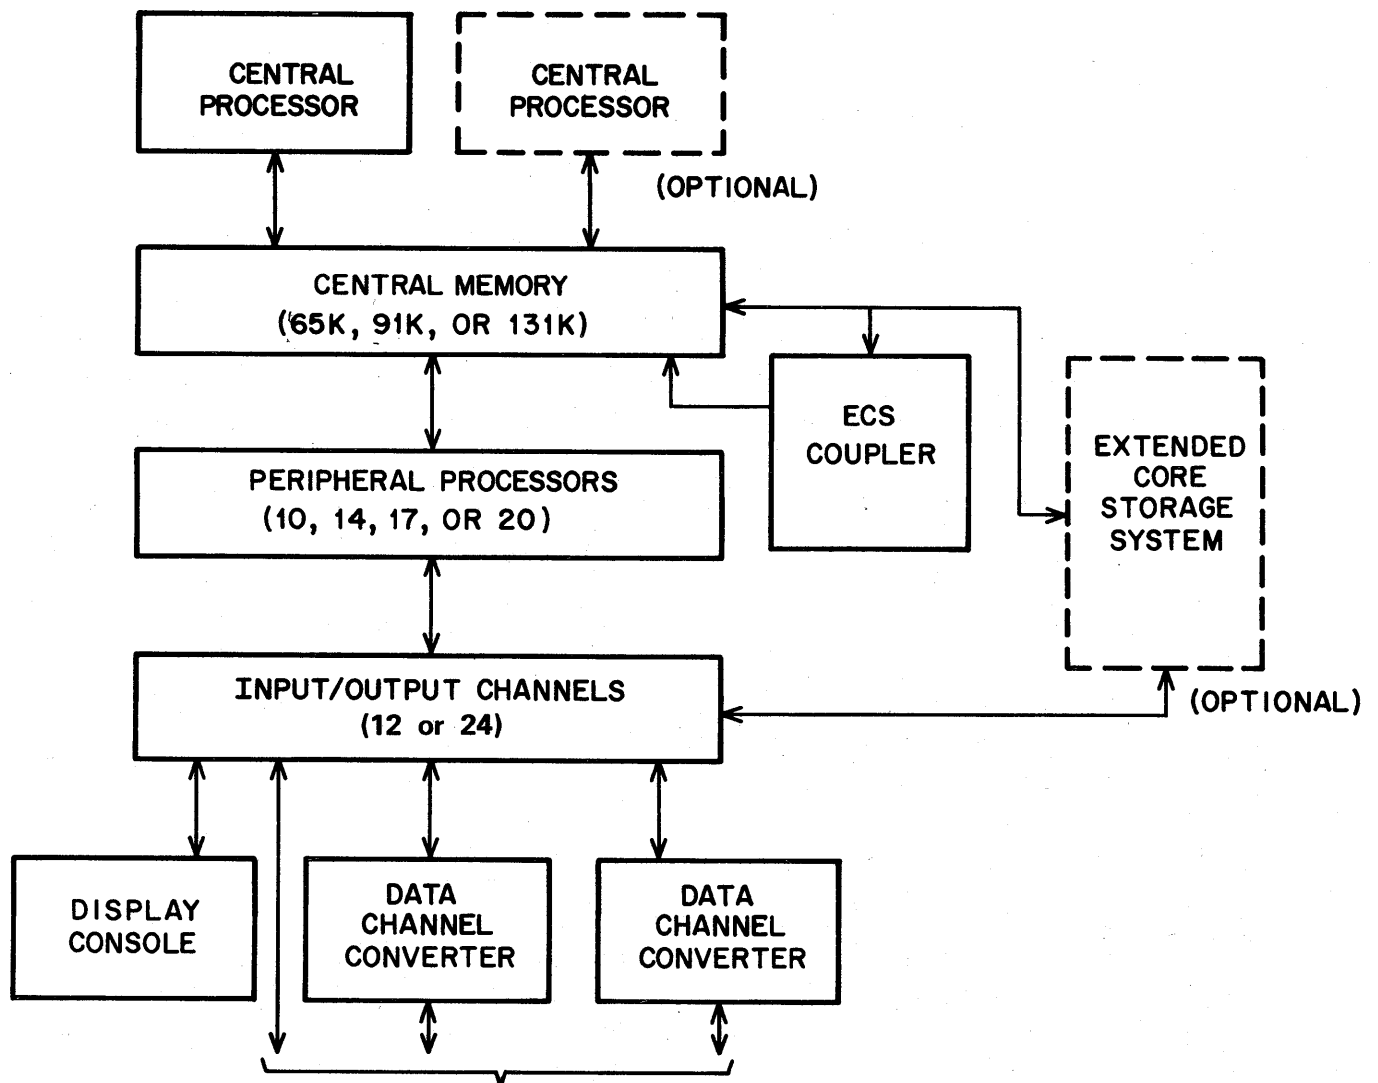 CENTRAL
PROCESSOR
CENTRAL
PROCESSOR
(OPTIONAL)
CENTRAL MEMORY
(65K, 91K, OR 131K)
ECS
COUPLER
EXTENDED
CORE
STORAGE
SYSTEM
(OPTIONAL)
PERIPHERAL PROCESSORS
(10, 14, 17, OR 20)
INPUT/OUTPUT CHANNELS
(12 or 24)
DISPLAY
CONSOLE
DATA
CHANNEL
CONVERTER
DATA
CHANNEL
CONVERTER